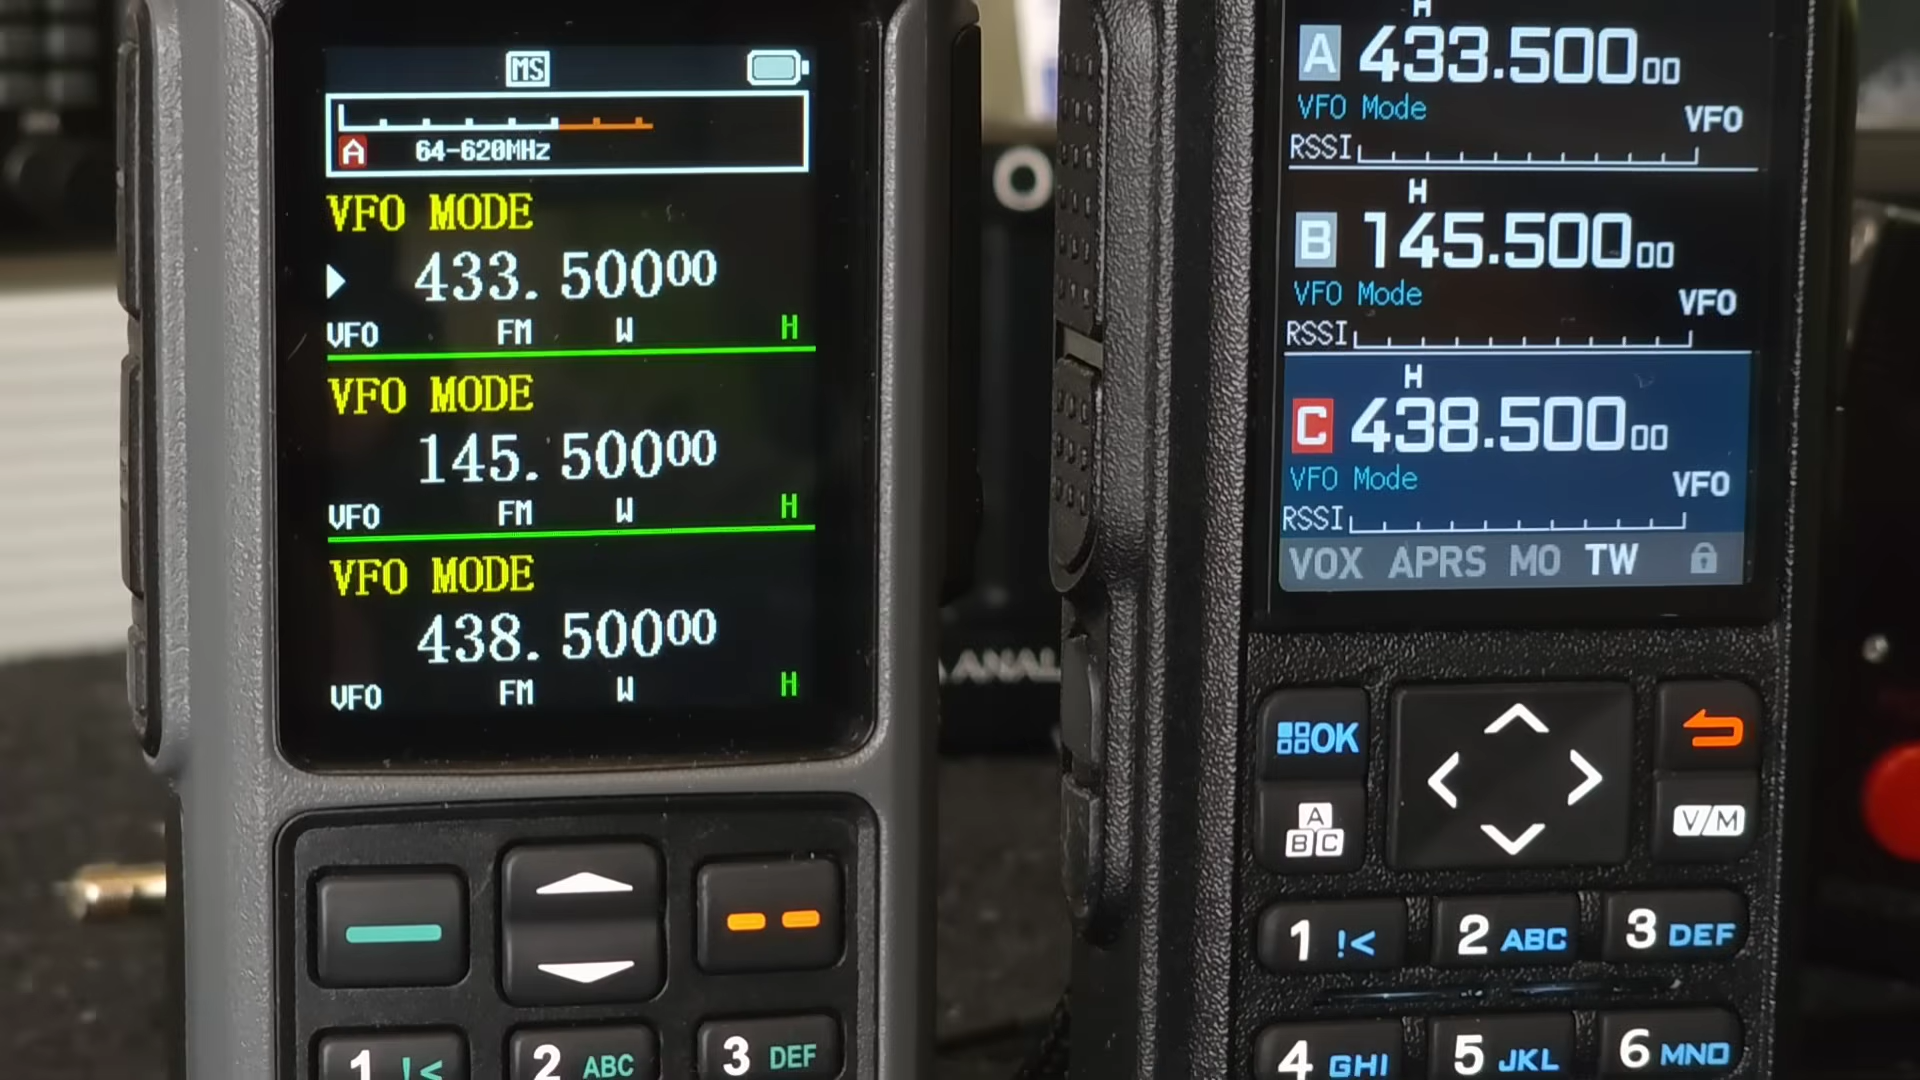 MS
A 64-620MHz
VFO MODE
433.50000
VFO FM W H
VFO MODE
145.50000
VFO FM W H
VFO MODE
438.50000
VFO FM W H
1 !<
2 ABC
3 DEF
O
ANAL
H
A 433.50000
VFO Mode VFO
RSSI
H
B 145.50000
VFO Mode VFO
RSSI
H
C 438.50000
VFO Mode VFO
RSSI
VOX APRS MO TW
OK
A
B C
V/M
1 !<
2 ABC
3 DEF
4 GHI
5 JKL
6 MNO